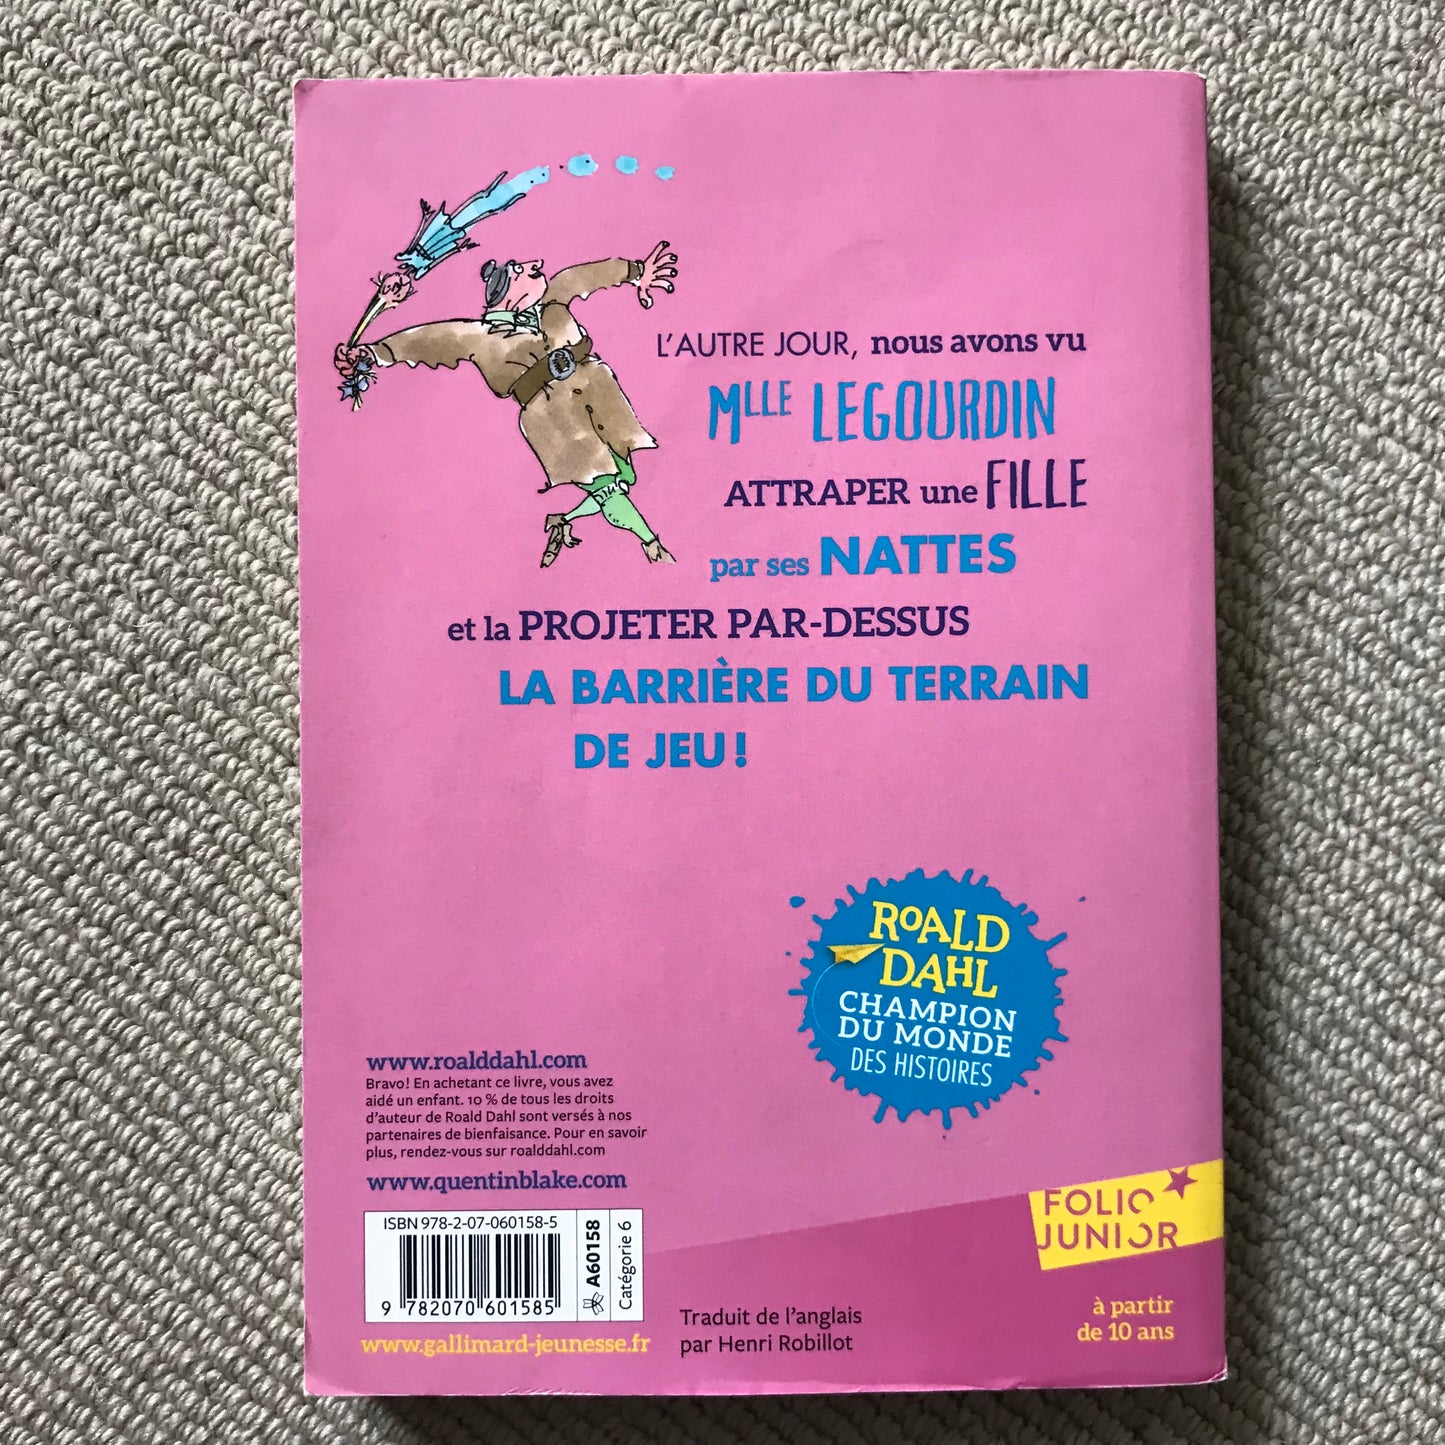 L'AUTRE JOUR, nous avons vu
Mlle LEGOURDIN
ATTRAPER une FILLE
par ses NATTES
et la PROJETER PAR-DESSUS
LA BARRIÈRE DU TERRAIN
DE JEU !
ROALD
DAHL
CHAMPION
DU MONDE
DES HISTOIRES
www.roalddahl.com
Bravo ! En achetant ce livre, vous avez
aidé un enfant. 10 % de tous les droits
d'auteur de Roald Dahl sont versés à nos
partenaires de bienfaisance. Pour en savoir
plus, rendez-vous sur roalddahl.com
www.quentinblake.com
ISBN 978-2-07-060158-5
9 782070 601585
A60158
Catégorie 6
www.gallimard-jeunesse.fr
Traduit de l'anglais
par Henri Robillot
FOLIO
JUNIOR
à partir
de 10 ans